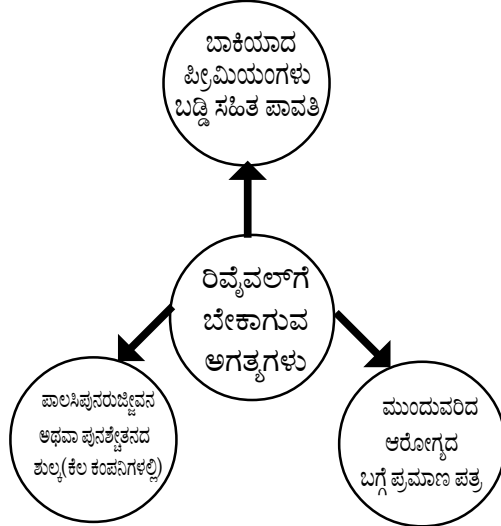 ಬಾಕಿಯಾದ
ಪ್ರೀಮಿಯಂಗಳು
ಬಡ್ಡಿ ಸಹಿತ ಪಾವತಿ
ರಿವೈವಲ್‌ಗೆ
ಬೇಕಾಗುವ
ಅಗತ್ಯಗಳು
ಪಾಲಸಿಪುನರುಜ್ಜೀವನ
ಅಥವಾ ಪುನಶ್ಚೇತನದ
ಶುಲ್ಕ(ಕೆಲ ಕಂಪನಿಗಳಲ್ಲಿ)
ಮುಂದುವರಿದ
ಆರೋಗ್ಯದ
ಬಗ್ಗೆ ಪ್ರಮಾಣ ಪತ್ರ